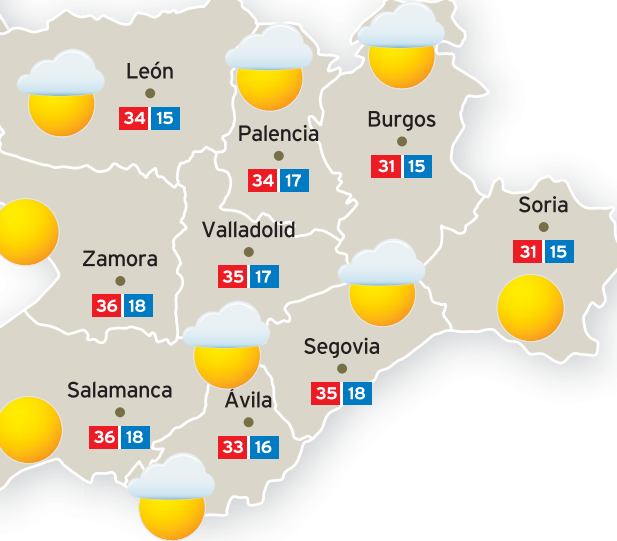 León
34 15
Palencia
34 17
Burgos
31 15
Soria
31 15
Valladolid
35 17
Zamora
36 18
Segovia
35 18
Salamanca
36 18
Ávila
33 16